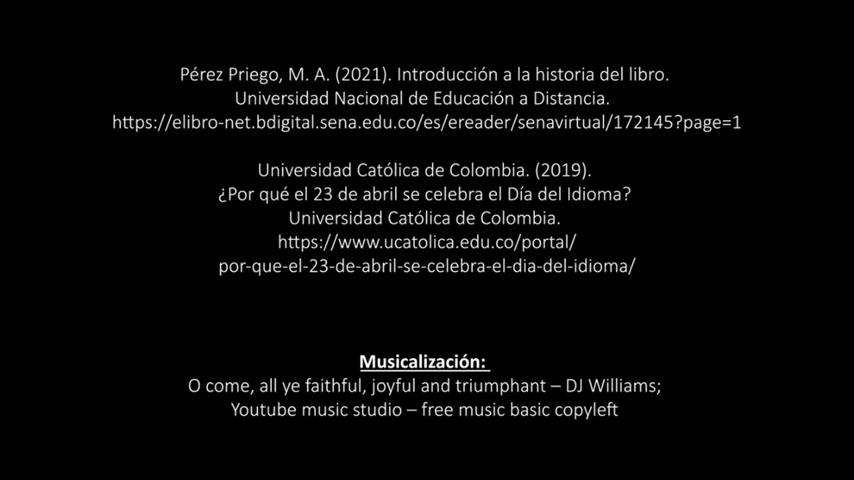 Pérez Priego, M. A. (2021). Introducción a la historia del libro.
Universidad Nacional de Educación a Distancia.
https://elibro-net.bdigital.sena.edu.co/es/ereader/senavirtual/172145?page=1
Universidad Católica de Colombia. (2019).
¿Por qué el 23 de abril se celebra el Día del Idioma?
Universidad Católica de Colombia.
https://www.ucatolica.edu.co/portal/
por-que-el-23-de-abril-se-celebra-el-dia-del-idioma/
Musicalización:
O come, all ye faithful, joyful and triumphant – DJ Williams;
Youtube music studio – free music basic copyleft